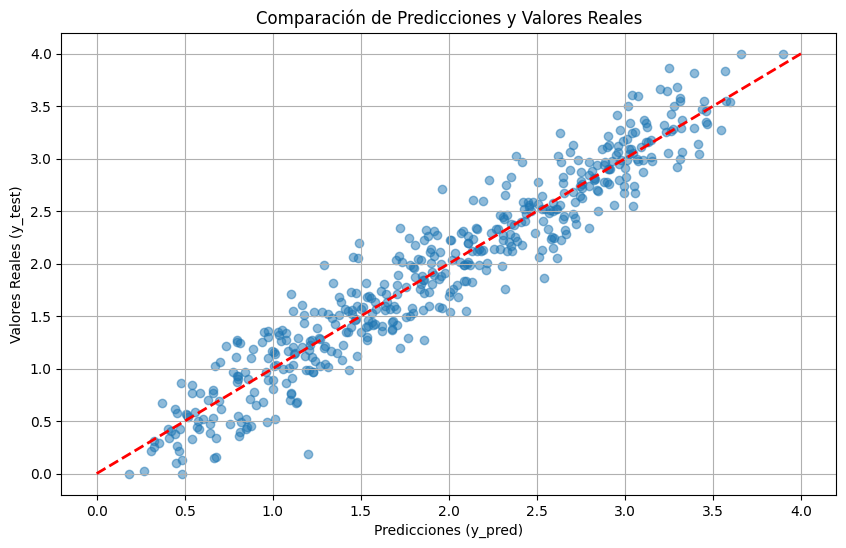 Comparación de Predicciones y Valores Reales
Valores Reales (y_test)
4.0
3.5
3.0
2.5
2.0
1.5
1.0
0.5
0.0
0.0 0.5 1.0 1.5 2.0 2.5 3.0 3.5 4.0
Predicciones (y_pred)